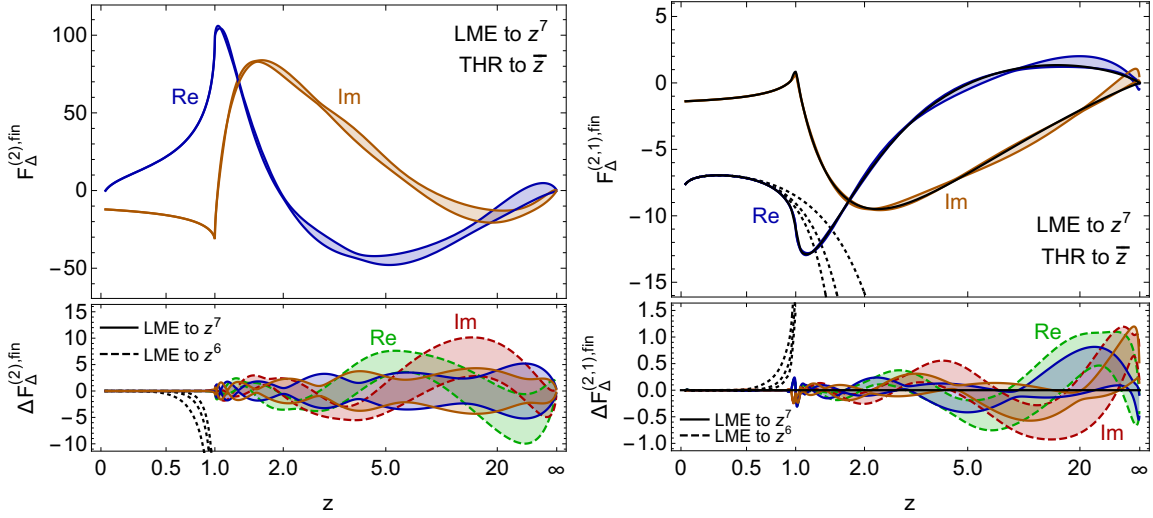 LME to z^7
THR to z̄
Re
Im
F_Δ^{(2),fin}
100
50
0
−50
LME to z^7
LME to z^6
Re
Im
ΔF_Δ^{(2),fin}
15
10
5
0
−5
−10
0 0.5 1.0 2.0 5.0 20 ∞
z
5
0
−5
−10
−15
F_Δ^{(2,1),fin}
Re
Im
LME to z^7
THR to z̄
1.5
1.0
0.5
0.0
−0.5
−1.0
ΔF_Δ^{(2,1),fin}
Re
LME to z^7
LME to z^6
Im
0 0.5 1.0 2.0 5.0 20 ∞
z